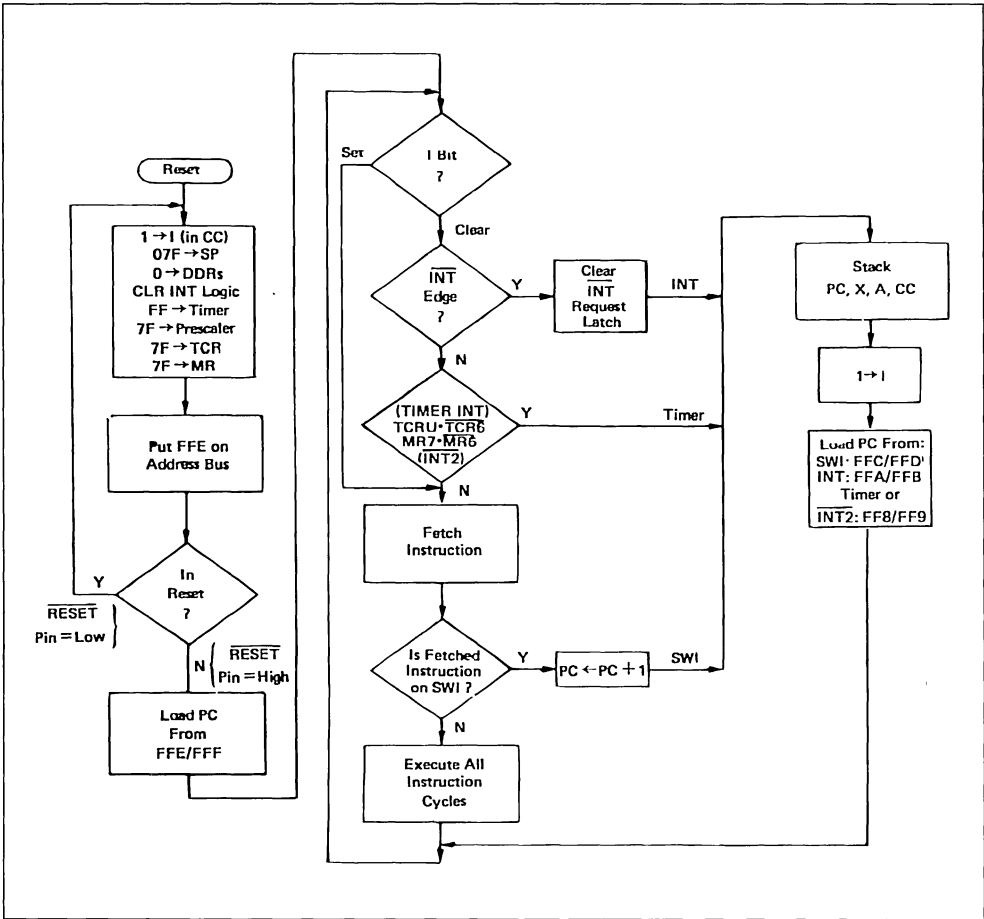 Reset
1→I (in CC)
07F→SP
0→DDRs
CLR INT Logic
FF→Timer
7F→Prescaler
7F→TCR
7F→MR
Put FFE on
Address Bus
In
Reset
?
Y
RESET
Pin=Low
N
RESET
Pin=High
Load PC
From
FFE/FFF
I Bit
?
Set
Clear
INT
Edge
?
Y
Clear
INT
Request
Latch
INT
N
(TIMER INT)
TCRU·TCR6
MR7·MR6
(INT2)
Y
Timer
N
Fetch
Instruction
Is Fetched
Instruction
on SWI ?
Y
PC←PC+1
SWI
N
Execute All
Instruction
Cycles
Stack
PC, X, A, CC
1→I
Load PC From:
SWI· FFC/FFD'
INT: FFA/FFB
Timer or
INT2: FF8/FF9